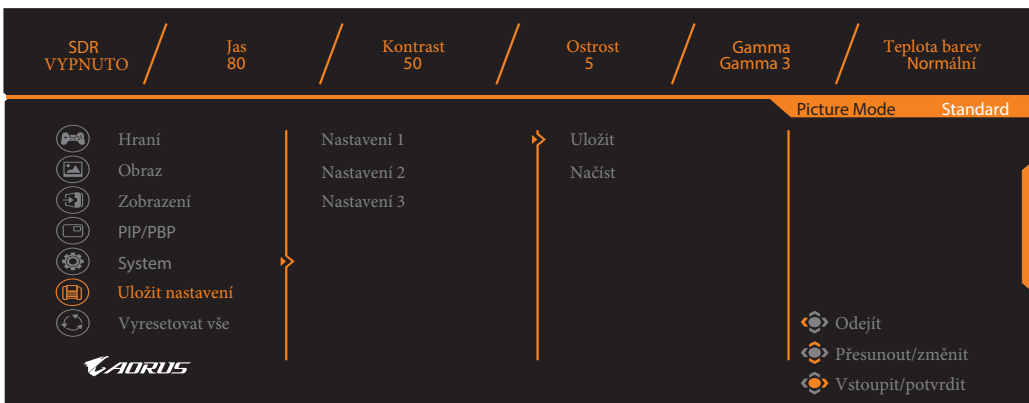 SDR
VYPNUTO
Jas
80
Kontrast
50
Ostrost
5
Gamma
Gamma 3
Teplota barev
Normální
Picture Mode Standard
Hraní
Obraz
Zobrazení
PIP/PBP
System
Uložit nastavení
Vyresetovat vše
Nastavení 1
Nastavení 2
Nastavení 3
Uložit
Načíst
Odejít
Přesunout/změnit
Vstoupit/potvrdit
AORUS